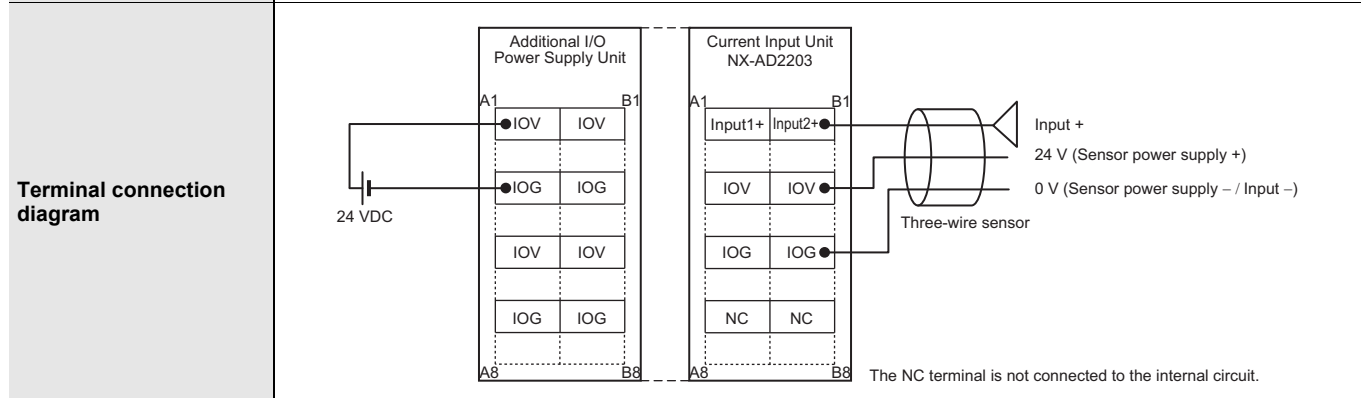 Terminal connection
diagram
Additional I/O
Power Supply Unit
A1
B1
IOV
IOV
IOG
IOG
IOV
IOV
IOG
IOG
A8
B8
24 VDC
Current Input Unit
NX-AD2203
A1
B1
Input1+
Input2+
IOV
IOV
IOG
IOG
NC
NC
A8
B8
Input +
24 V (Sensor power supply +)
0 V (Sensor power supply – / Input –)
Three-wire sensor
The NC terminal is not connected to the internal circuit.